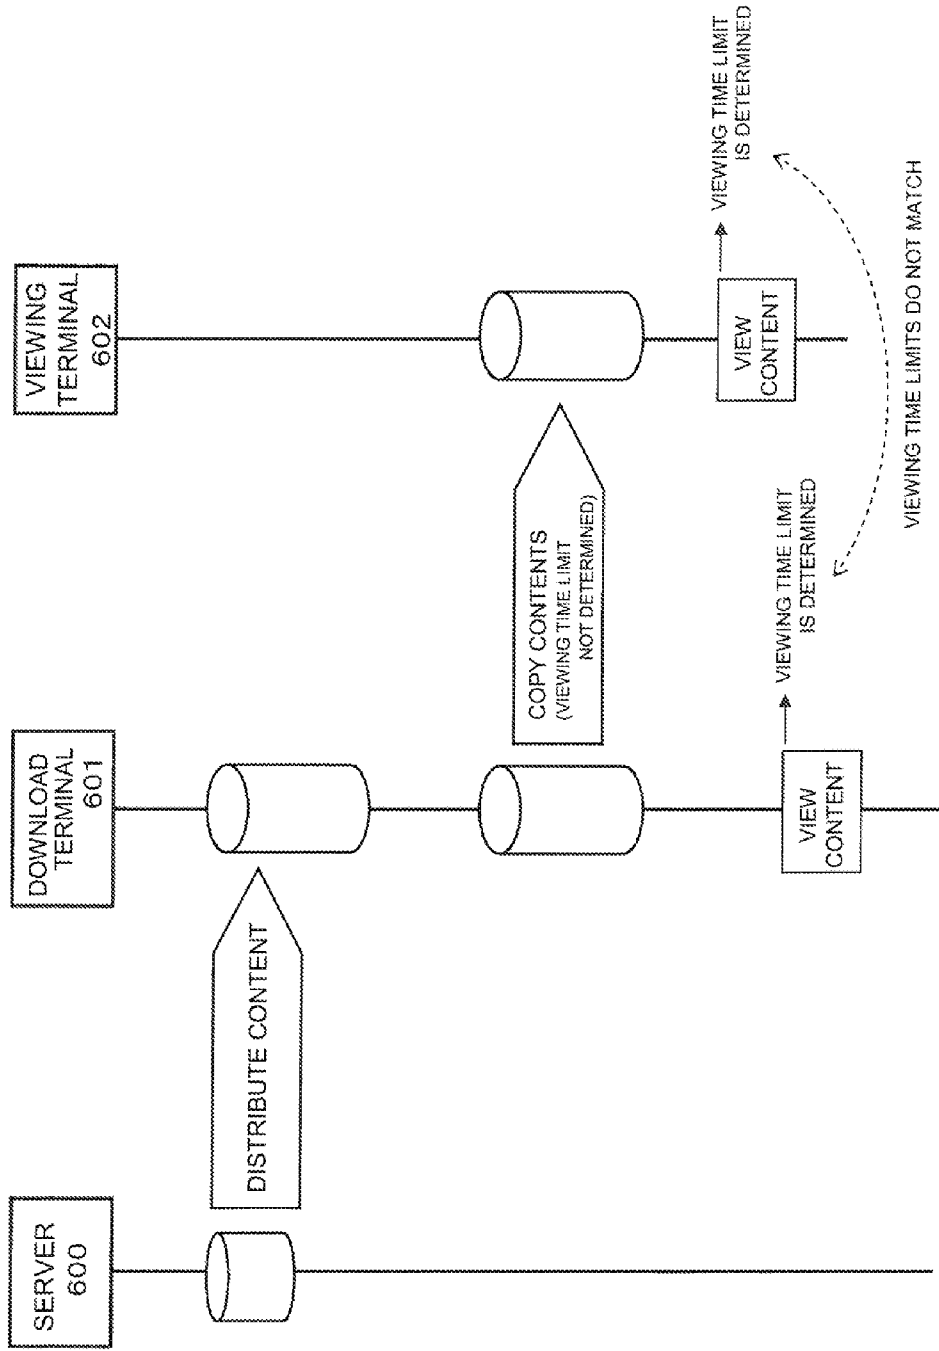 SERVER
600
DOWNLOAD
TERMINAL
601
VIEWING
TERMINAL
602
DISTRIBUTE CONTENT
COPY CONTENTS
(VIEWING TIME LIMIT
NOT DETERMINED)
VIEW
CONTENT
VIEWING TIME LIMIT
IS DETERMINED
VIEW
CONTENT
VIEWING TIME LIMIT
IS DETERMINED
VIEWING TIME LIMITS DO NOT MATCH